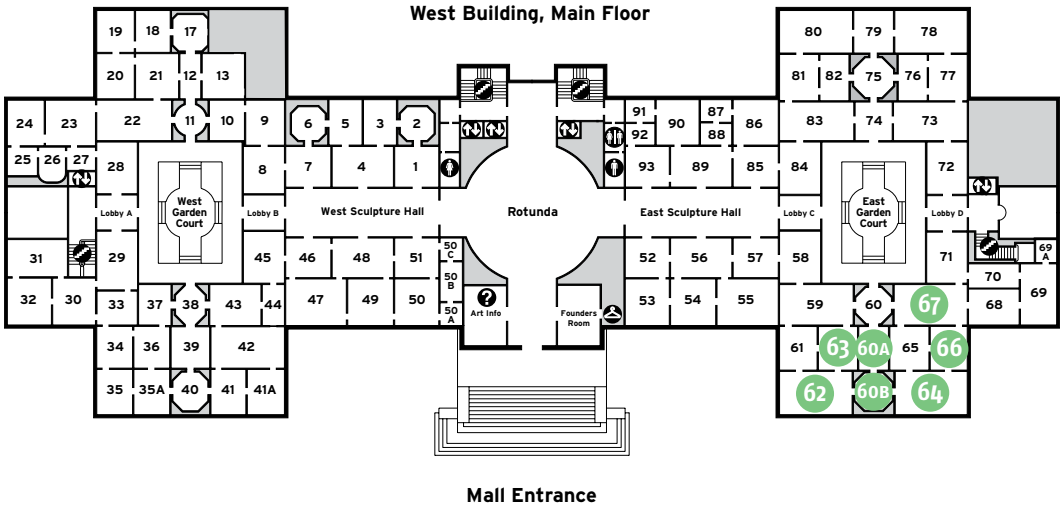 West Building, Main Floor
19 18 17 80 79 78
20 21 12 13 81 82 75 76 77
24 23 22 11 10 9 6 5 3 2 91 90 87 86 83 74 73
92 88
25 26 27 28 8 7 4 1 93 89 85 84 72
Lobby A West Garden Court Lobby B West Sculpture Hall Rotunda East Sculpture Hall Lobby C East Garden Court Lobby D
31 29 45 46 48 51 50 C 52 56 57 58 71 69 A
50 B 70
32 30 33 37 38 43 44 47 49 50 50 A ? Art Info Founders Room 53 54 55 59 60 67 68 69
34 36 39 42 61 63 60A 65 66
35 35A 40 41 41A 62 60B 64
Mall Entrance